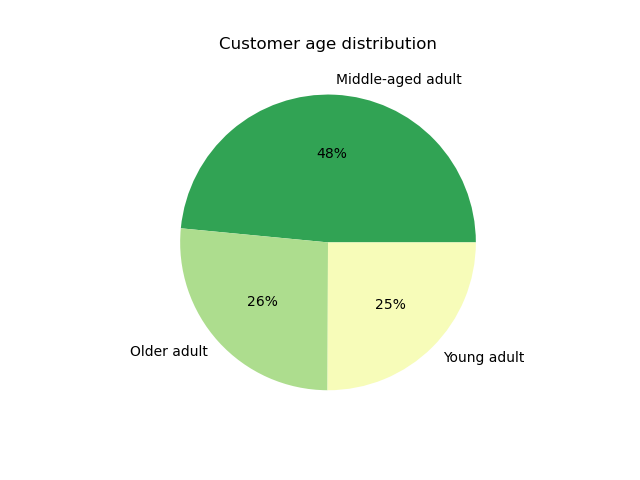 Customer age distribution
Middle-aged adult
48%
26%
25%
Older adult
Young adult